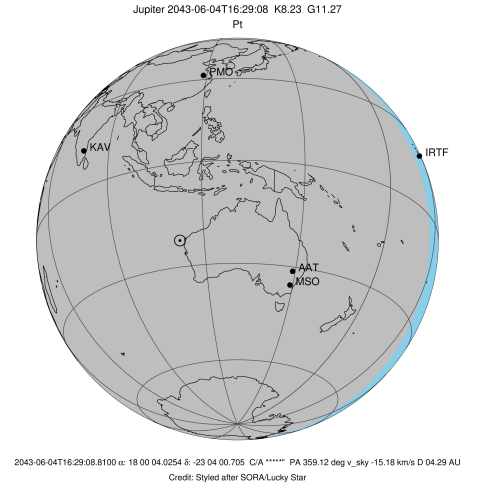 Jupiter 2043-06-04T16:29:08 K8.23 G11.27
Pt
PMO
KAV
IRTF
AAT
MSO
2043-06-04T16:29:08.8100 α: 18 00 04.0254 δ: -23 04 00.705 C/A *****" PA 359.12 deg v_sky -15.18 km/s D 04.29 AU
Credit: Styled after SORA/Lucky Star